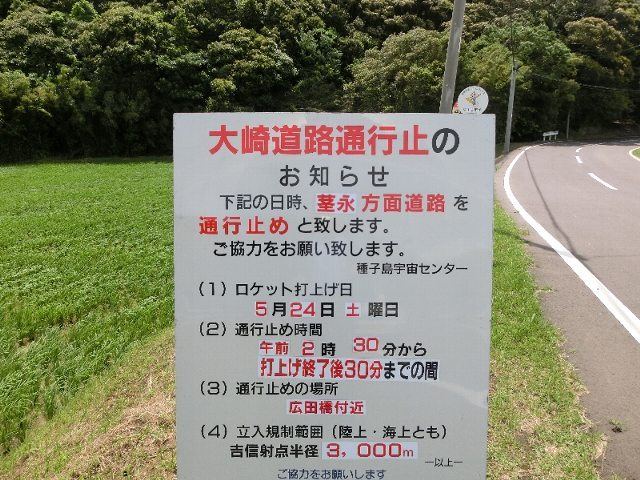 大崎道路通行止の
お知らせ
下記の日時、茎永方面道路を
通行止めと致します。
ご協力をお願い致します。
種子島宇宙センター
(1)ロケット打上げ日
5月24日土曜日
(2)通行止め時間
午前2時30分から
打上げ終了後30分までの間
(3)通行止めの場所
広田橋付近
(4)立入規制範囲(陸上・海上とも)
吉信射点半径3,000m
―以上―
ご協力をお願いします